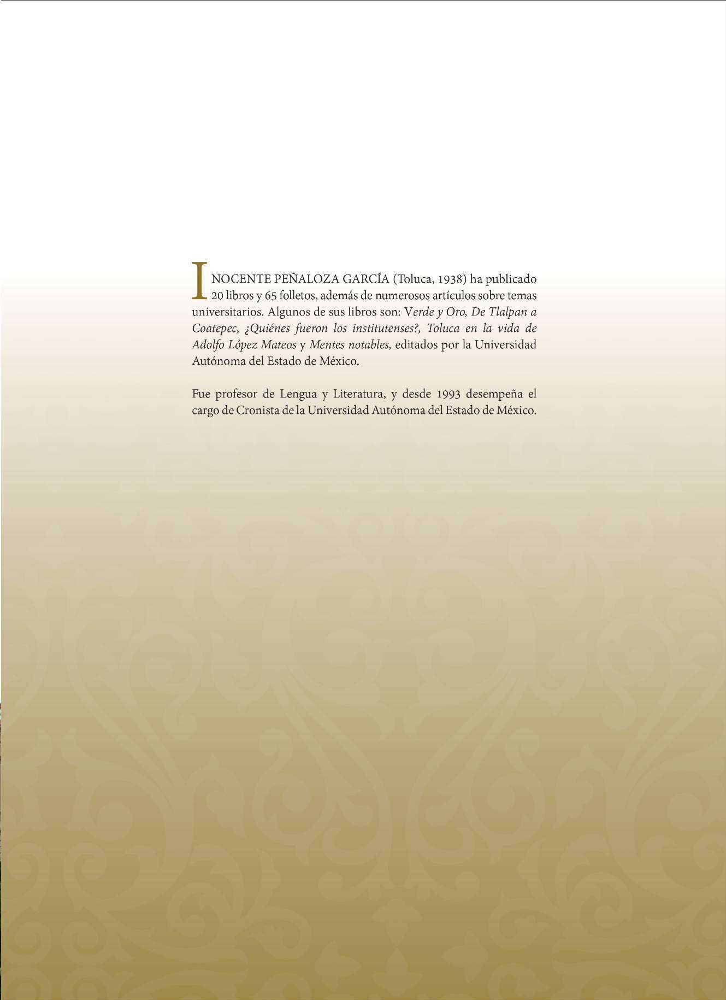 INOCENTE PEÑALOZA GARCÍA (Toluca, 1938) ha publicado
20 libros y 65 folletos, además de numerosos artículos sobre temas
universitarios. Algunos de sus libros son: Verde y Oro, De Tlalpan a
Coatepec, ¿Quiénes fueron los institutenses?, Toluca en la vida de
Adolfo López Mateos y Mentes notables, editados por la Universidad
Autónoma del Estado de México.
Fue profesor de Lengua y Literatura, y desde 1993 desempeña el
cargo de Cronista de la Universidad Autónoma del Estado de México.